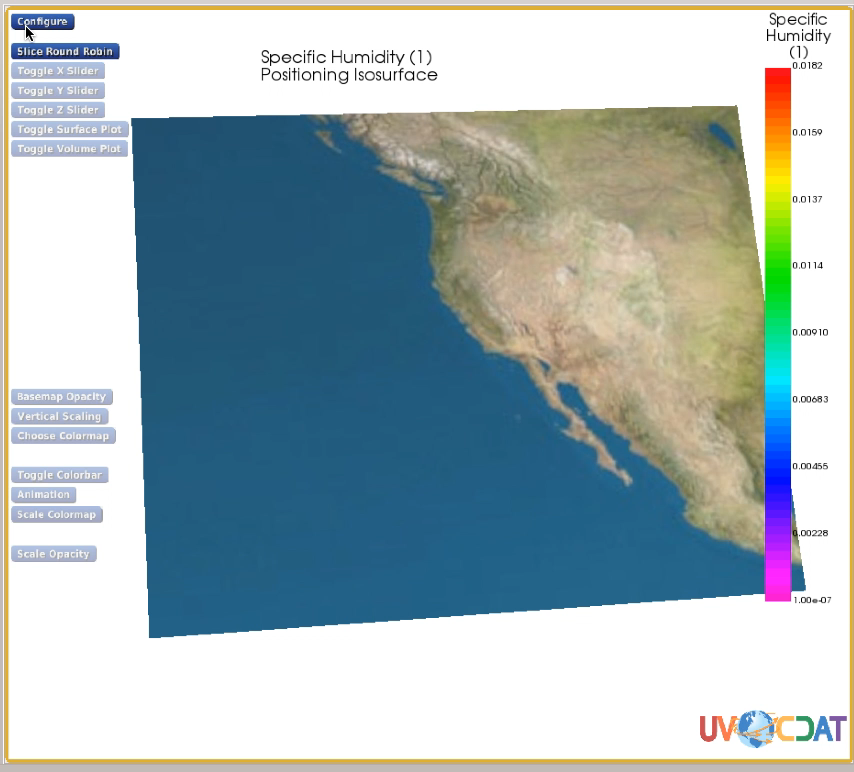 Configure
Slice Round Robin
Toggle X Slider
Toggle Y Slider
Toggle Z Slider
Toggle Surface Plot
Toggle Volume Plot
Basemap Opacity
Vertical Scaling
Choose Colormap
Toggle Colorbar
Animation
Scale Colormap
Scale Opacity
Specific Humidity (1)
Positioning Isosurface
Specific
Humidity
(1)
0.0182
0.0159
0.0137
0.0114
0.00910
0.00683
0.00455
0.00228
1.00e-07
UV CDAT